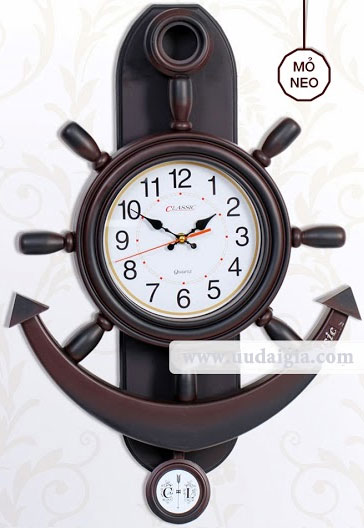 MỎ
NEO
12
11 1
10 2
9 3
8 4
7 5
6
CLASSIC
Quartz
www.uudaigia.com
C H I